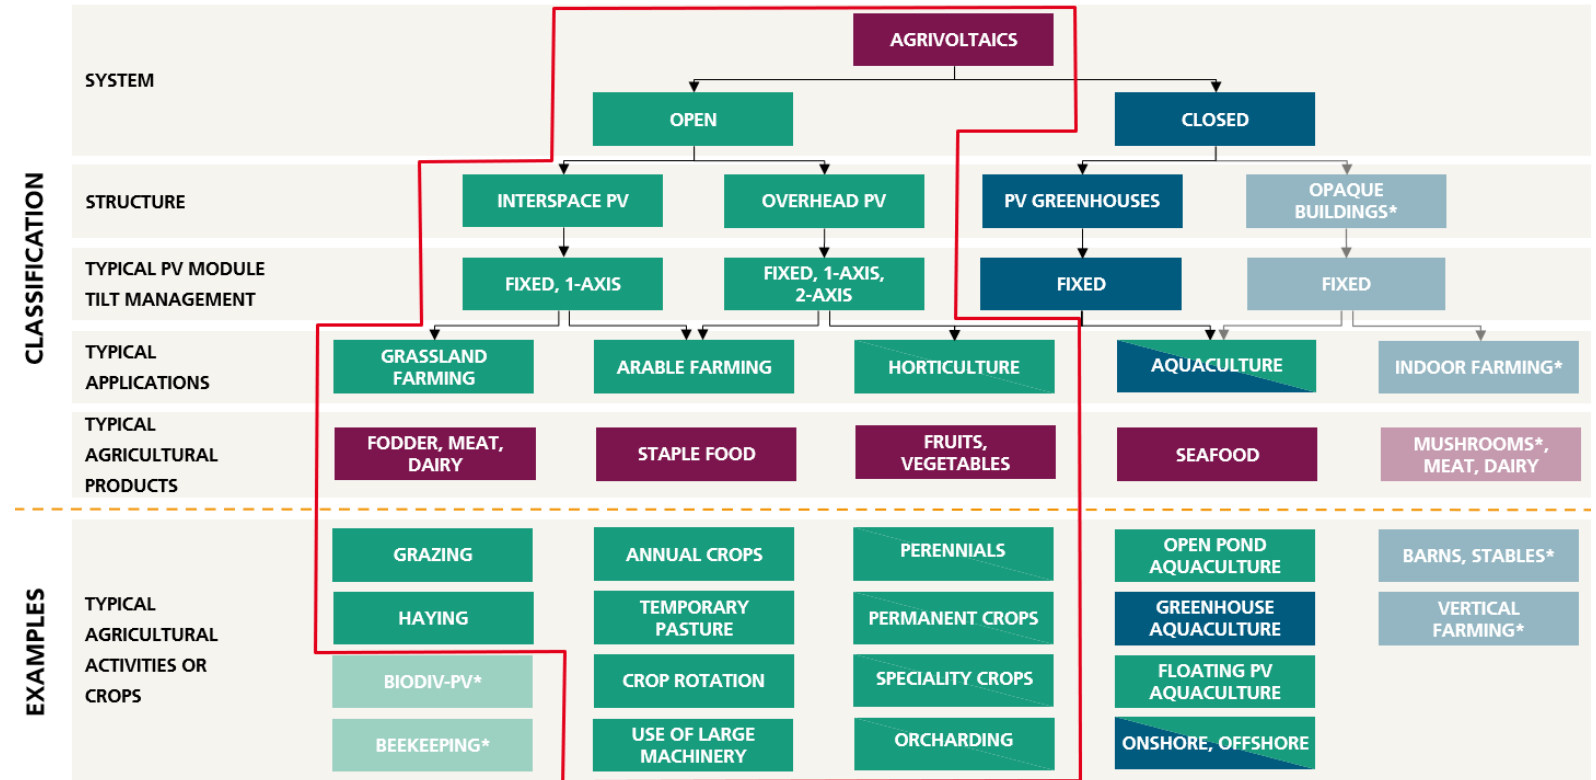 AGRIVOLTAICS
SYSTEM
OPEN
CLOSED
CLASSIFICATION
STRUCTURE
INTERSPACE PV
OVERHEAD PV
PV GREENHOUSES
OPAQUE
BUILDINGS*
TYPICAL PV MODULE
TILT MANAGEMENT
FIXED, 1-AXIS
FIXED, 1-AXIS,
2-AXIS
FIXED
FIXED
TYPICAL
APPLICATIONS
GRASSLAND
FARMING
ARABLE FARMING
HORTICULTURE
AQUACULTURE
INDOOR FARMING*
TYPICAL
AGRICULTURAL
PRODUCTS
FODDER, MEAT,
DAIRY
STAPLE FOOD
FRUITS,
VEGETABLES
SEAFOOD
MUSHROOMS*,
MEAT, DAIRY
EXAMPLES
TYPICAL
AGRICULTURAL
ACTIVITIES OR
CROPS
GRAZING
ANNUAL CROPS
PERENNIALS
OPEN POND
AQUACULTURE
BARNS, STABLES*
HAYING
TEMPORARY
PASTURE
PERMANENT CROPS
GREENHOUSE
AQUACULTURE
VERTICAL
FARMING*
BIODIV-PV*
CROP ROTATION
SPECIALITY CROPS
FLOATING PV
AQUACULTURE
BEEKEEPING*
USE OF LARGE
MACHINERY
ORCHARDING
ONSHORE, OFFSHORE